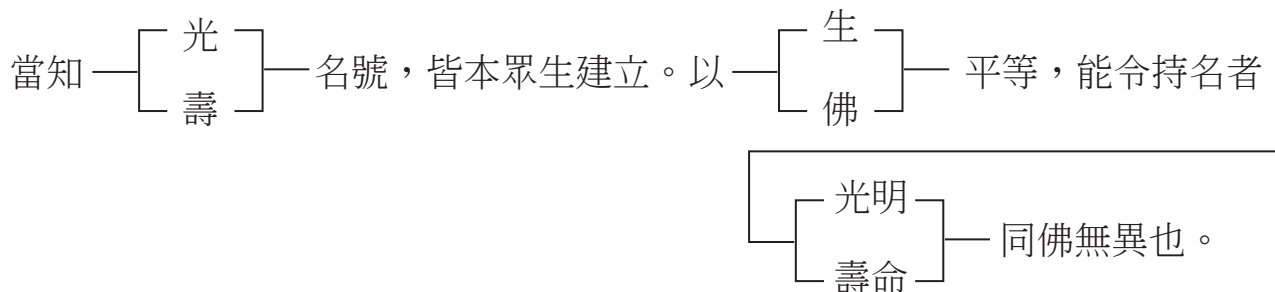 當知
光
壽
名號，皆本眾生建立。以
生
佛
平等，能令持名者
光明
壽命
同佛無異也。